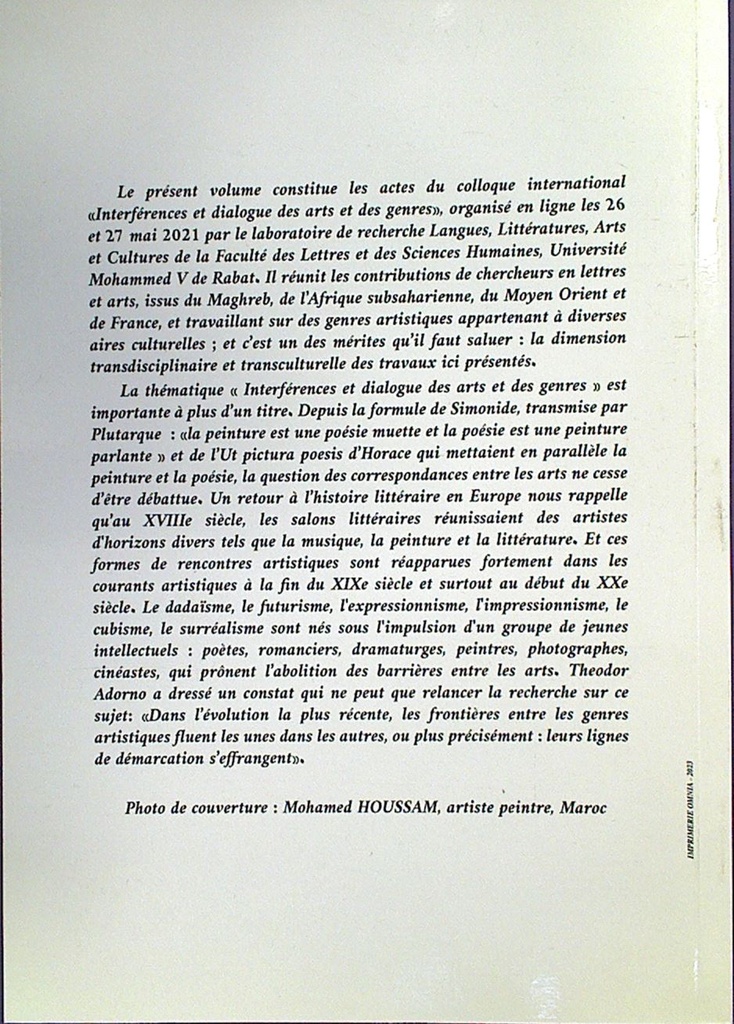 Le présent volume constitue les actes du colloque international
«Interférences et dialogue des arts et des genres», organisé en ligne les 26
et 27 mai 2021 par le laboratoire de recherche Langues, Littératures, Arts
et Cultures de la Faculté des Lettres et des Sciences Humaines, Université
Mohammed V de Rabat. Il réunit les contributions de chercheurs en lettres
et arts, issus du Maghreb, de l'Afrique subsaharienne, du Moyen Orient et
de France, et travaillant sur des genres artistiques appartenant à diverses
aires culturelles ; et c'est un des mérites qu'il faut saluer : la dimension
transdisciplinaire et transculturelle des travaux ici présentés.
La thématique « Interférences et dialogue des arts et des genres » est
importante à plus d'un titre. Depuis la formule de Simonide, transmise par
Plutarque : «la peinture est une poésie muette et la poésie est une peinture
parlante » et de l'Ut pictura poesis d'Horace qui mettaient en parallèle la
peinture et la poésie, la question des correspondances entre les arts ne cesse
d'être débattue. Un retour à l'histoire littéraire en Europe nous rappelle
qu'au XVIIIe siècle, les salons littéraires réunissaient des artistes
d'horizons divers tels que la musique, la peinture et la littérature. Et ces
formes de rencontres artistiques sont réapparues fortement dans les
courants artistiques à la fin du XIXe siècle et surtout au début du XXe
siècle. Le dadaïsme, le futurisme, l'expressionnisme, l'impressionnisme, le
cubisme, le surréalisme sont nés sous l'impulsion d'un groupe de jeunes
intellectuels : poètes, romanciers, dramaturges, peintres, photographes,
cinéastes, qui prônent l'abolition des barrières entre les arts. Theodor
Adorno a dressé un constat qui ne peut que relancer la recherche sur ce
sujet: «Dans l'évolution la plus récente, les frontières entre les genres
artistiques fluent les unes dans les autres, ou plus précisément : leurs lignes
de démarcation s'effrangent».
Photo de couverture : Mohamed HOUSSAM, artiste peintre, Maroc
IMPRIMERIE OMNIA - 2023